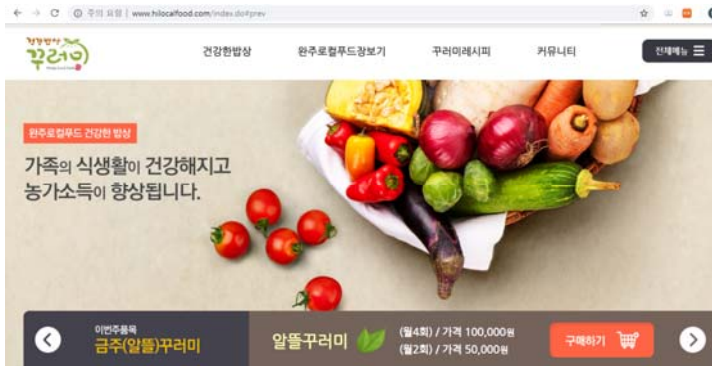 주의 요함 | www.hilocalfood.com/index.do#prev
건강밥상
꾸러미
건강밥상 완주로컬푸드장보기 꾸러미레시피 커뮤니티 전체메뉴
완주로컬푸드 건강한 밥상
가족의 식생활이 건강해지고
농가소득이 향상됩니다.
이번주품목
금주(알뜰)꾸러미
알뜰꾸러미
(월4회) / 가격 100,000원
(월2회) / 가격 50,000원
구매하기